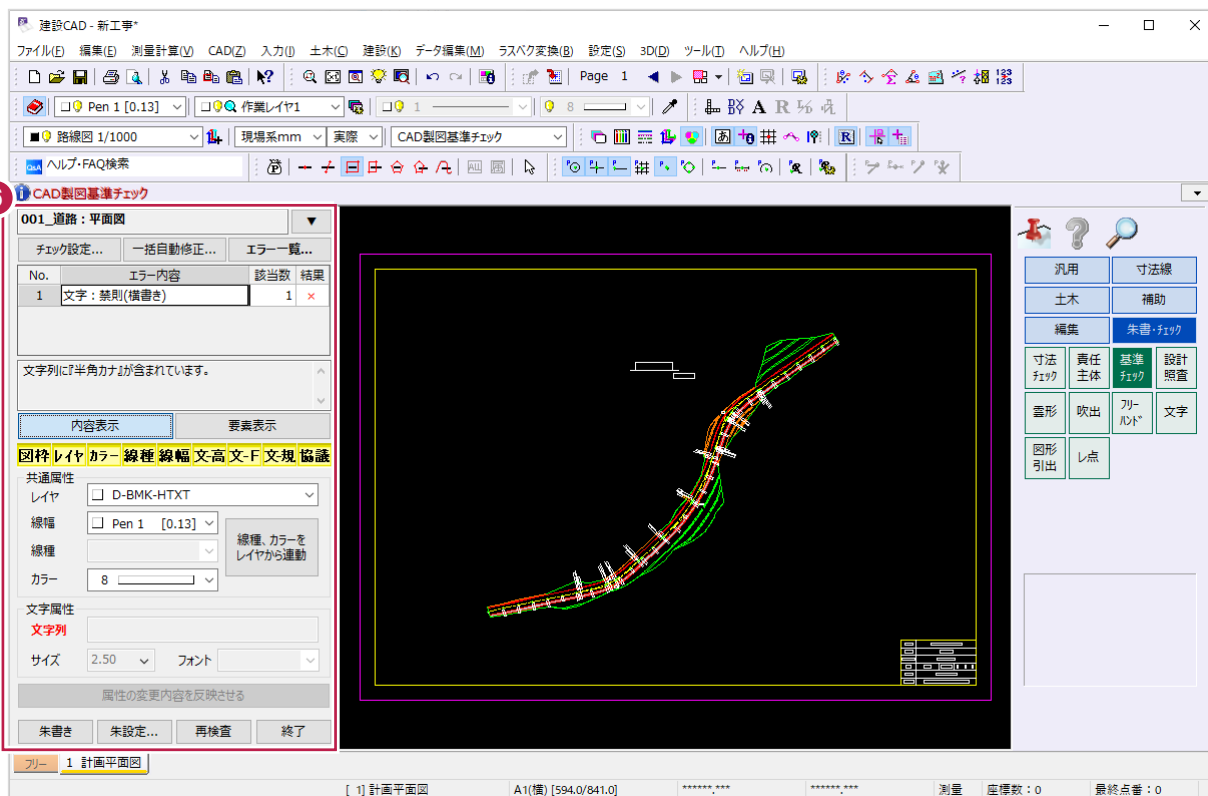 建設CAD - 新工事*
ファイル(F) 編集(E) 測量計算(V) CAD(Z) 入力(I) 土木(C) 建設(K) データ編集(M) ラスベク変換(B) 設定(S) 3D(D) ツール(T) ヘルプ(H)
Page 1
Pen 1 [0.13] 作業レイヤ1 1 8
路線図 1/1000 現場系mm 実際 CAD製図基準チェック
ヘルプ・FAQ検索
CAD製図基準チェック
001_道路：平面図
チェック設定... 一括自動修正... エラー一覧...
No. エラー内容 該当数 結果
1 文字：禁則(横書き) 1 ×
文字列に『半角カナ』が含まれています。
内容表示 要素表示
図枠 レイヤ カラー 線種 線幅 文高 文-F 文規 協議
共通属性
レイヤ D-BMK-HTXT
線幅 Pen 1 [0.13]
線種
線種、カラーを
レイヤから連動
カラー 8
文字属性
文字列
サイズ 2.50 フォント
属性の変更内容を反映させる
朱書き 朱設定... 再検査 終了
汎用 寸法線
土木 補助
編集 朱書・チェック
寸法
チェック
責任
主体
基準
チェック
設計
照査
雲形 吹出 フリー
ハンド 文字
図形
引出 レ点
フリー 1 計画平面図
[ 1] 計画平面図 A1(横) [594.0/841.0] ******.*** ******.*** 測量 座標数：0 最終点番：0